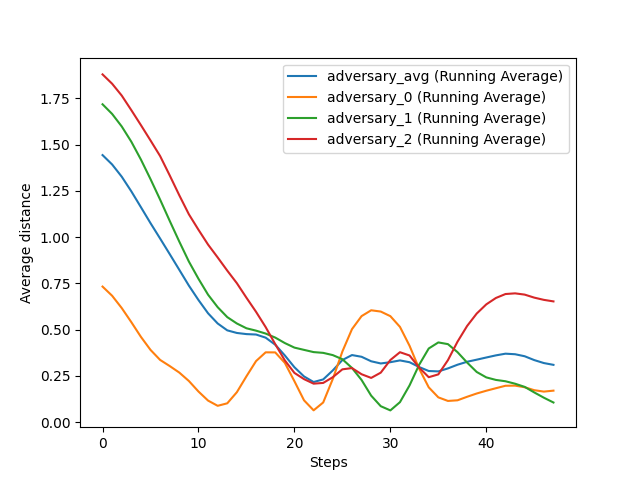 adversary_avg (Running Average)
adversary_0 (Running Average)
adversary_1 (Running Average)
adversary_2 (Running Average)
1.75
1.50
1.25
1.00
0.75
0.50
0.25
0.00
Average distance
0 10 20 30 40
Steps